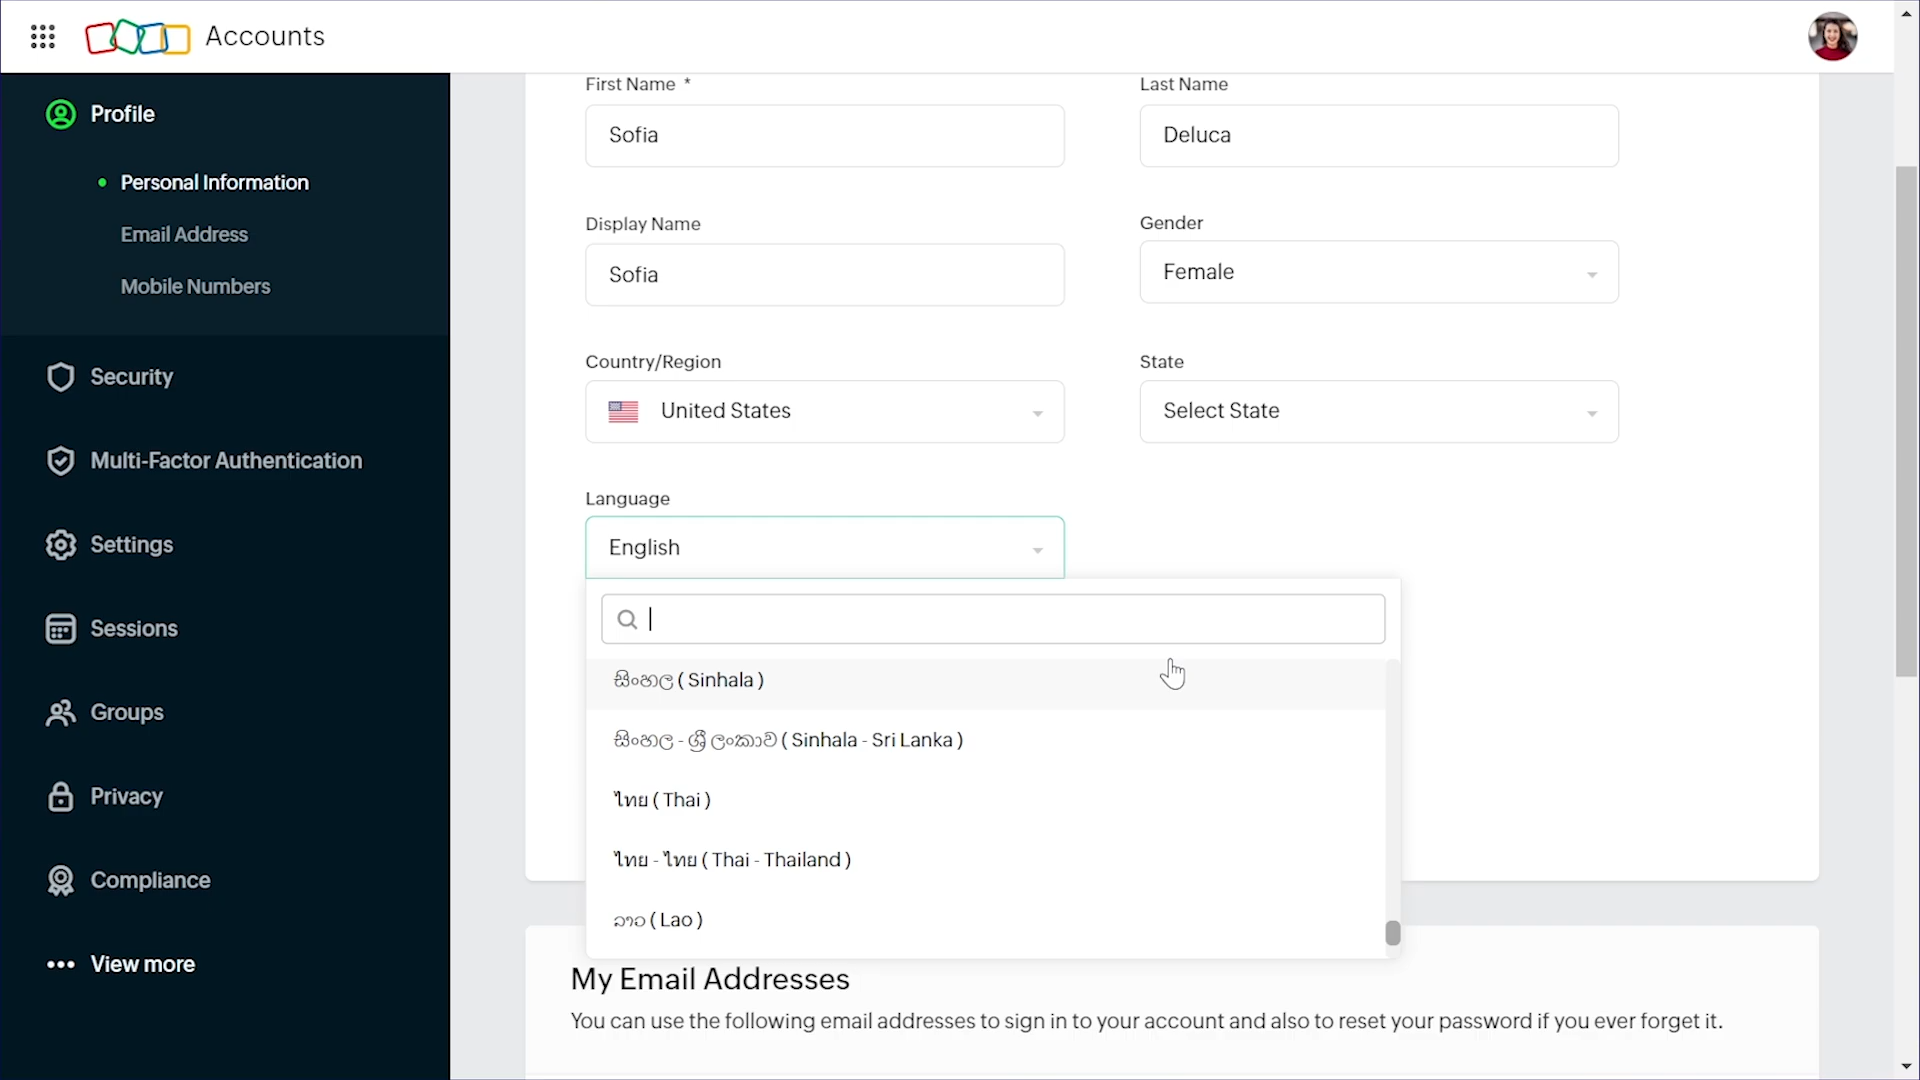 Accounts
Profile
Personal Information
Email Address
Mobile Numbers
Security
Multi-Factor Authentication
Settings
Sessions
Groups
Privacy
Compliance
View more
First Name *
Last Name
Sofia
Deluca
Display Name
Gender
Sofia
Female
Country/Region
State
United States
Select State
Language
English
සිංහල ( Sinhala )
සිංහල - ශ්‍රී ලංකාව ( Sinhala - Sri Lanka )
ไทย ( Thai )
ไทย - ไทย ( Thai - Thailand )
ລາວ ( Lao )
My Email Addresses
You can use the following email addresses to sign in to your account and also to reset your password if you ever forget it.